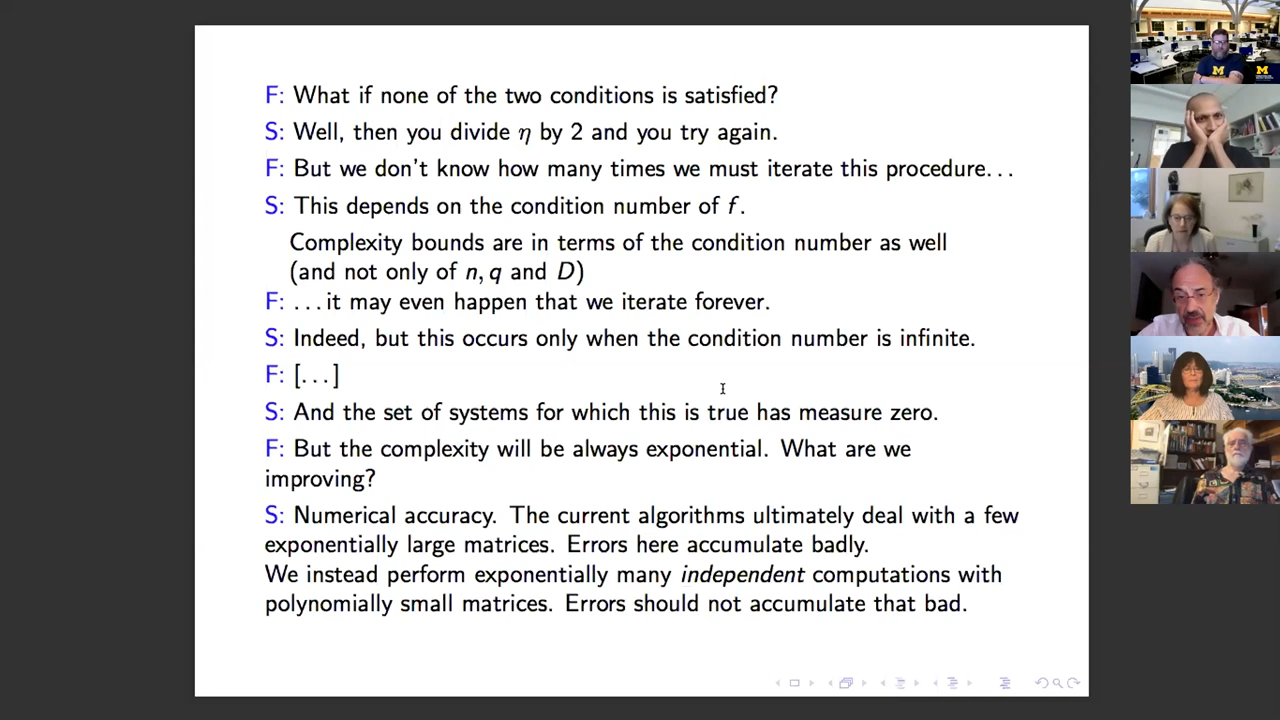 F: What if none of the two conditions is satisfied?
S: Well, then you divide η by 2 and you try again.
F: But we don't know how many times we must iterate this procedure...
S: This depends on the condition number of f.
Complexity bounds are in terms of the condition number as well
(and not only of n, q and D)
F: ...it may even happen that we iterate forever.
S: Indeed, but this occurs only when the condition number is infinite.
F: [...]
S: And the set of systems for which this is true has measure zero.
F: But the complexity will be always exponential. What are we
improving?
S: Numerical accuracy. The current algorithms ultimately deal with a few
exponentially large matrices. Errors here accumulate badly.
We instead perform exponentially many independent computations with
polynomially small matrices. Errors should not accumulate that bad.
M
M